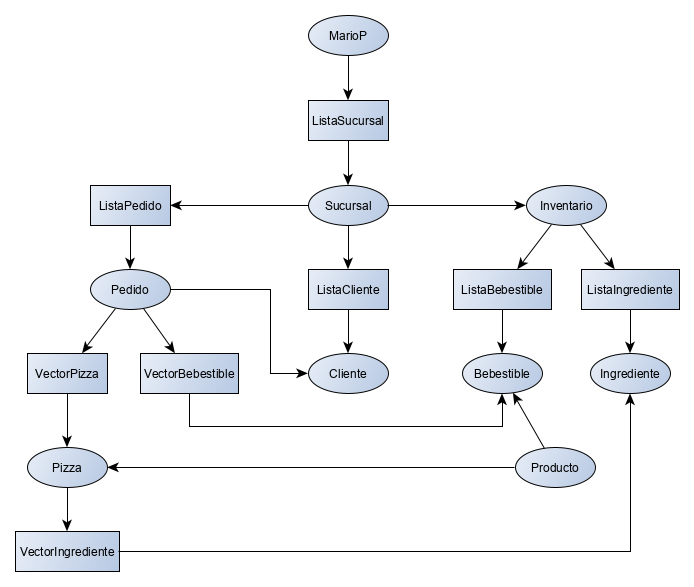 MarioP
ListaSucursal
ListaPedido
Sucursal
Inventario
Pedido
ListaCliente
ListaBebestible
ListaIngrediente
VectorPizza
VectorBebestible
Cliente
Bebestible
Ingrediente
Pizza
Producto
VectorIngrediente